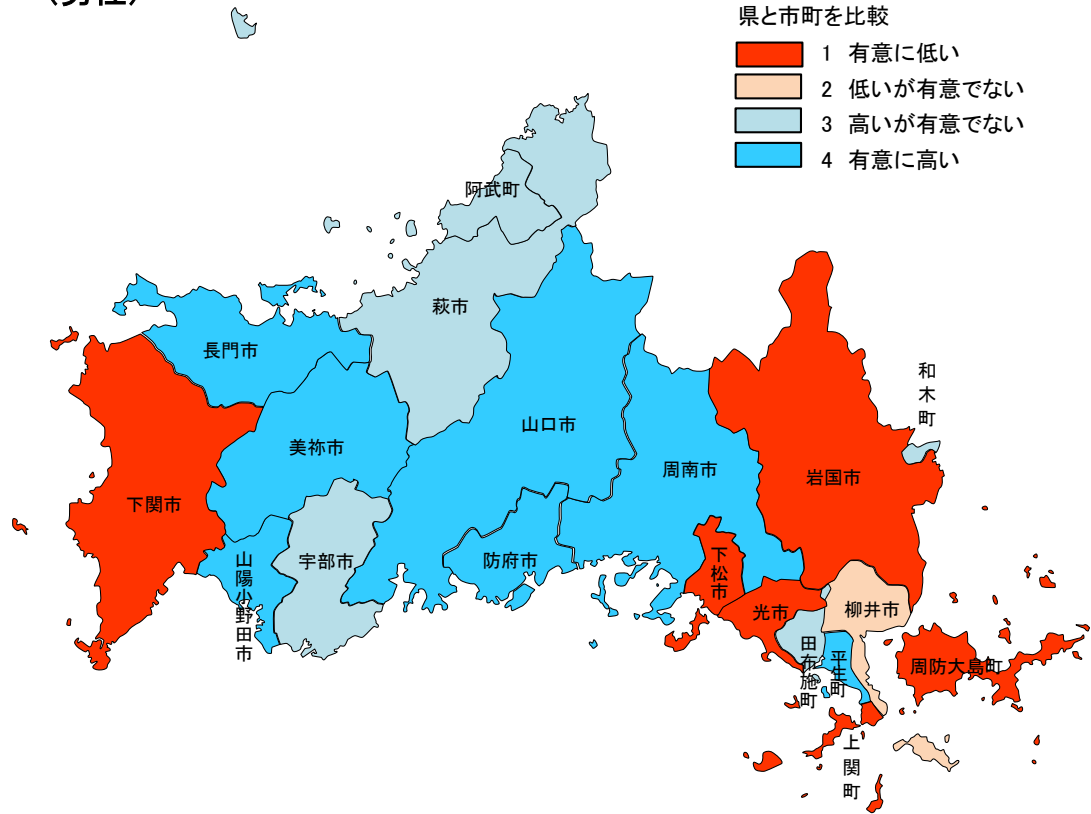 県と市町を比較
1 有意に低い
2 低いが有意でない
3 高いが有意でない
4 有意に高い
阿武町
萩市
長門市
和木町
山口市
美祢市
周南市
岩国市
下関市
宇部市
防府市
山陽小野田市
下松市
光市
柳井市
田布施町
平生町
周防大島町
上関町